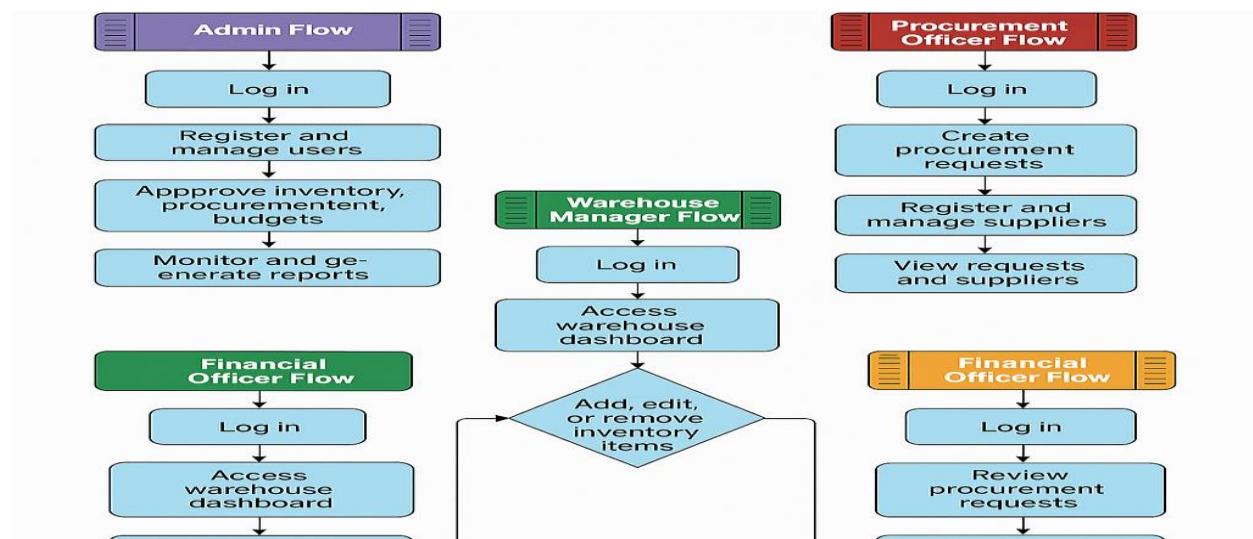 Admin Flow
Log in
Register and
manage users
Appprove inventory,
procurementent,
budgets
Monitor and ge-
enerate reports
Procurement
Officer Flow
Log in
Create
procurement
requests
Register and
manage suppliers
View requests
and suppliers
Warehouse
Manager Flow
Log in
Access
warehouse
dashboard
Add, edit,
or remove
inventory
items
Financial
Officer Flow
Log in
Access
warehouse
dashboard
Financial
Officer Flow
Log in
Review
procurement
requests